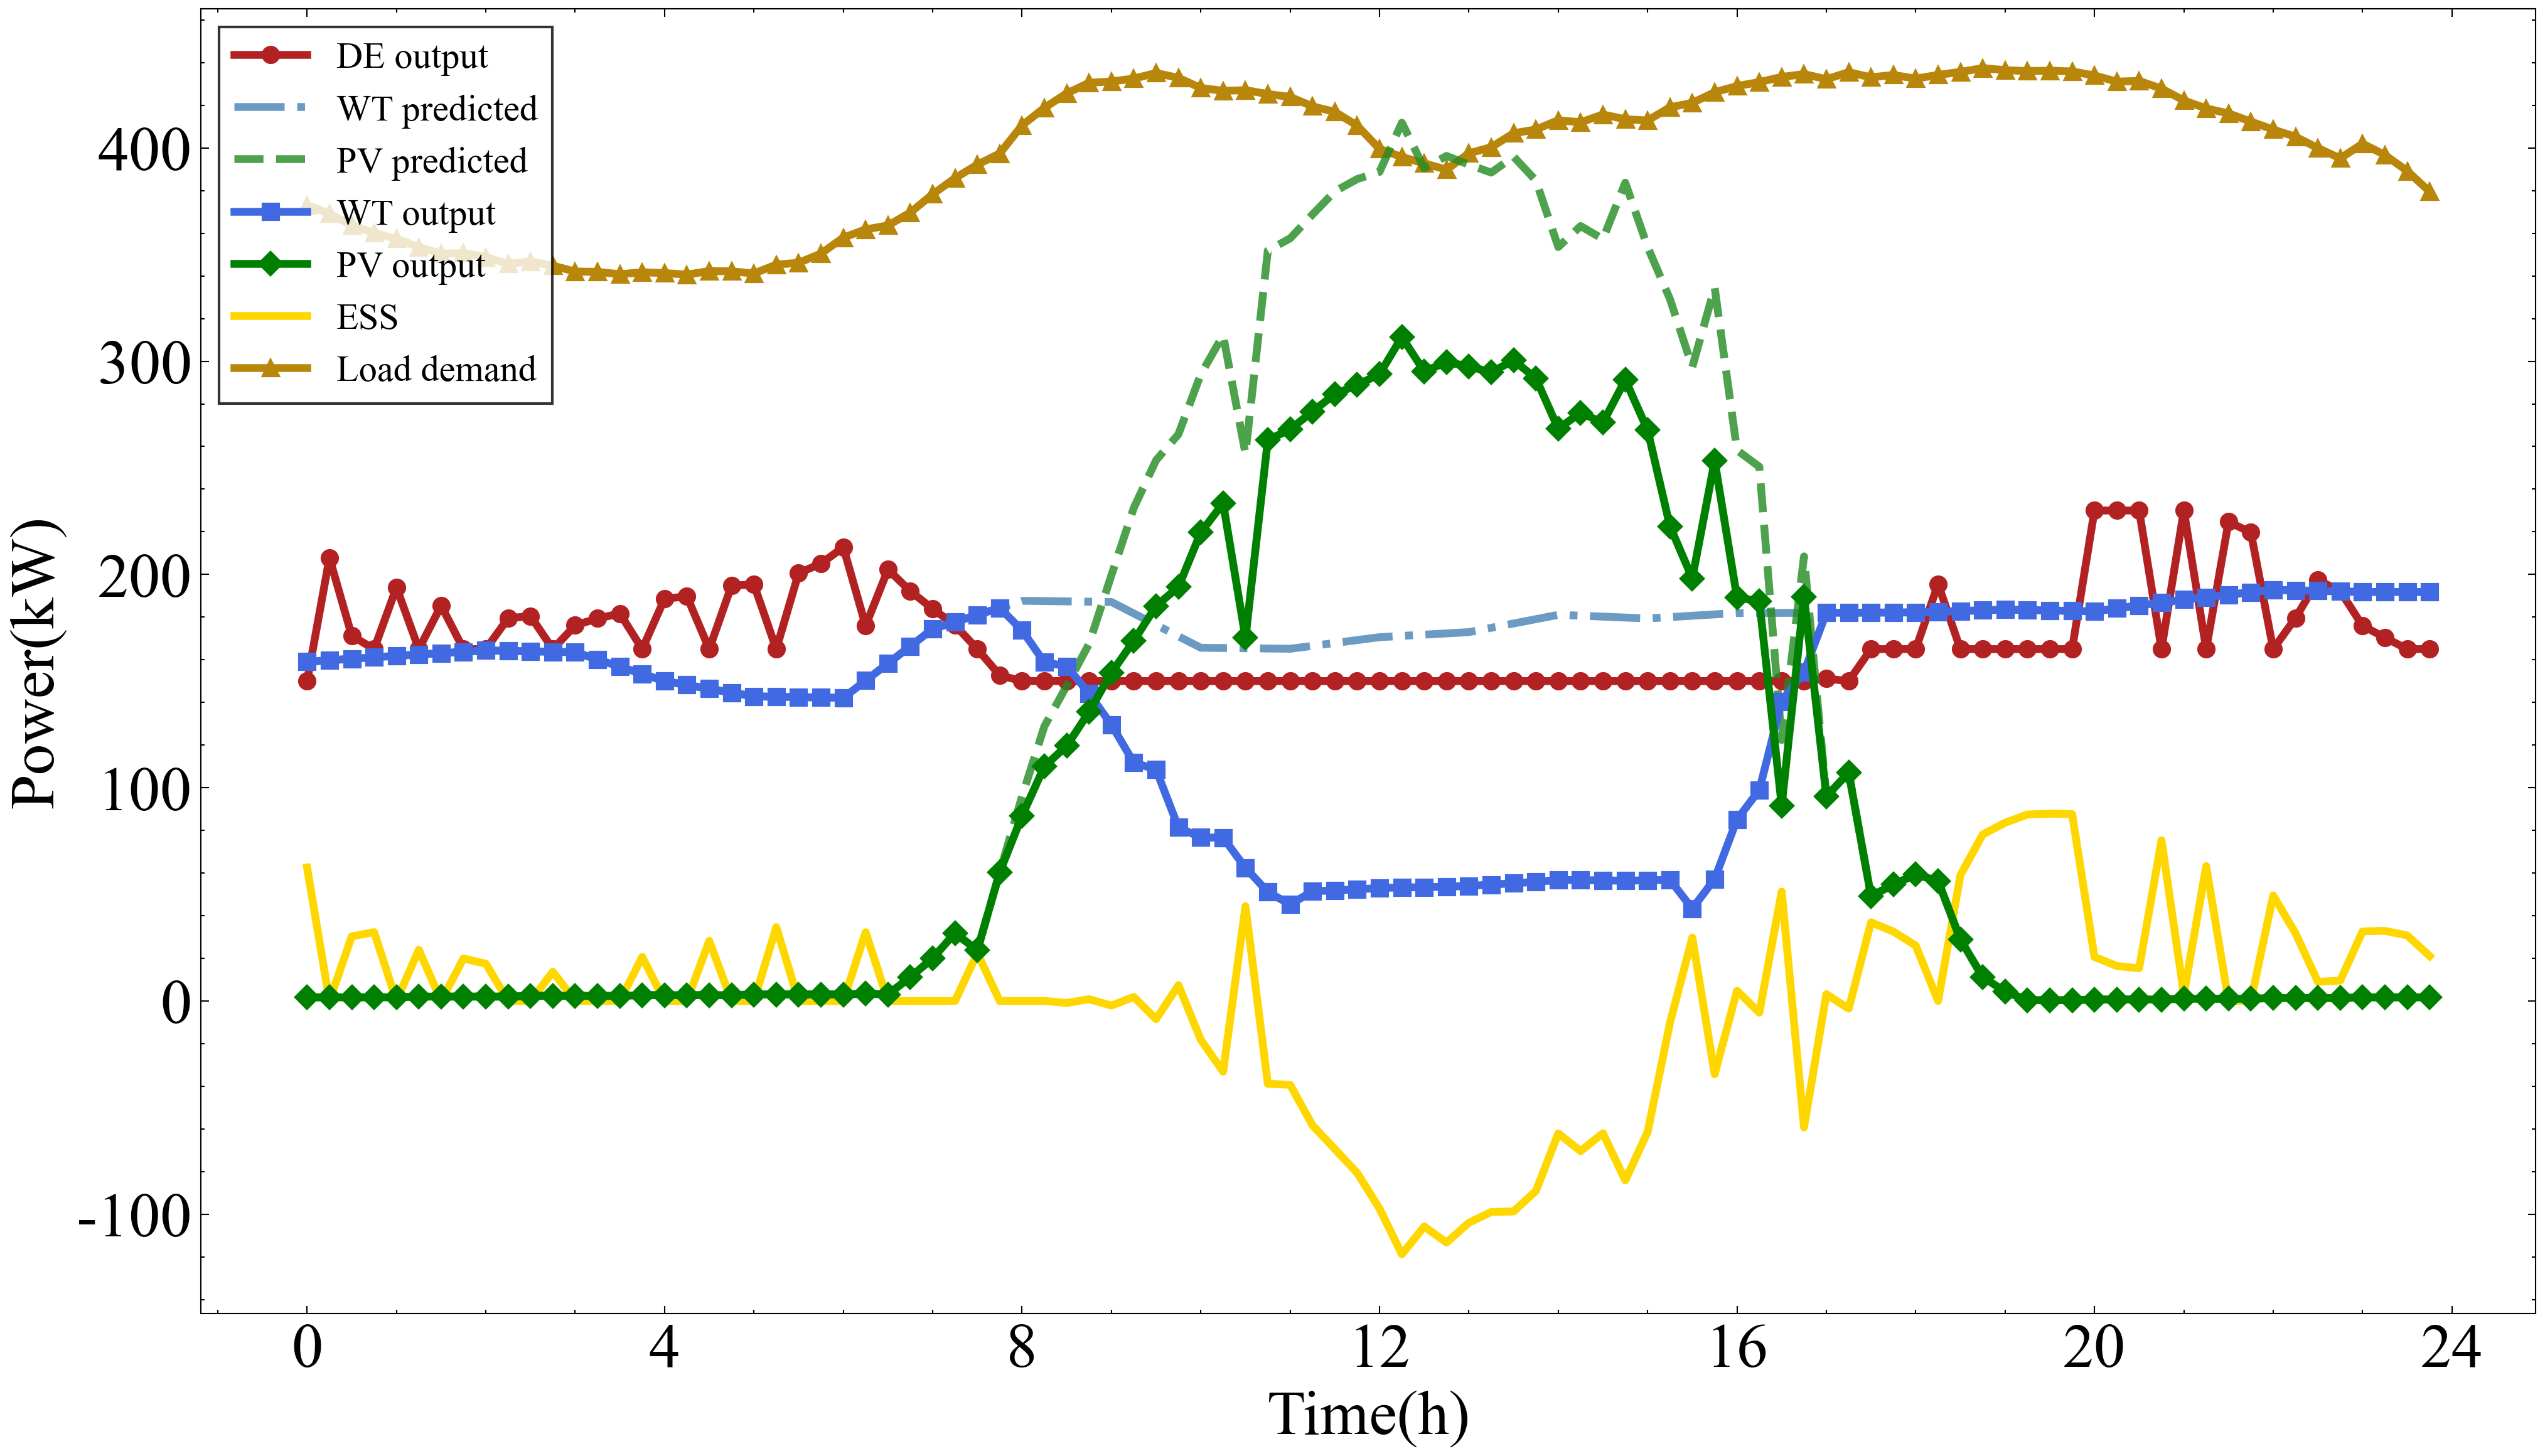 DE output
WT predicted
PV predicted
WT output
PV output
ESS
Load demand
400
300
200
100
0
-100
Power(kW)
0 4 8 12 16 20 24
Time(h)